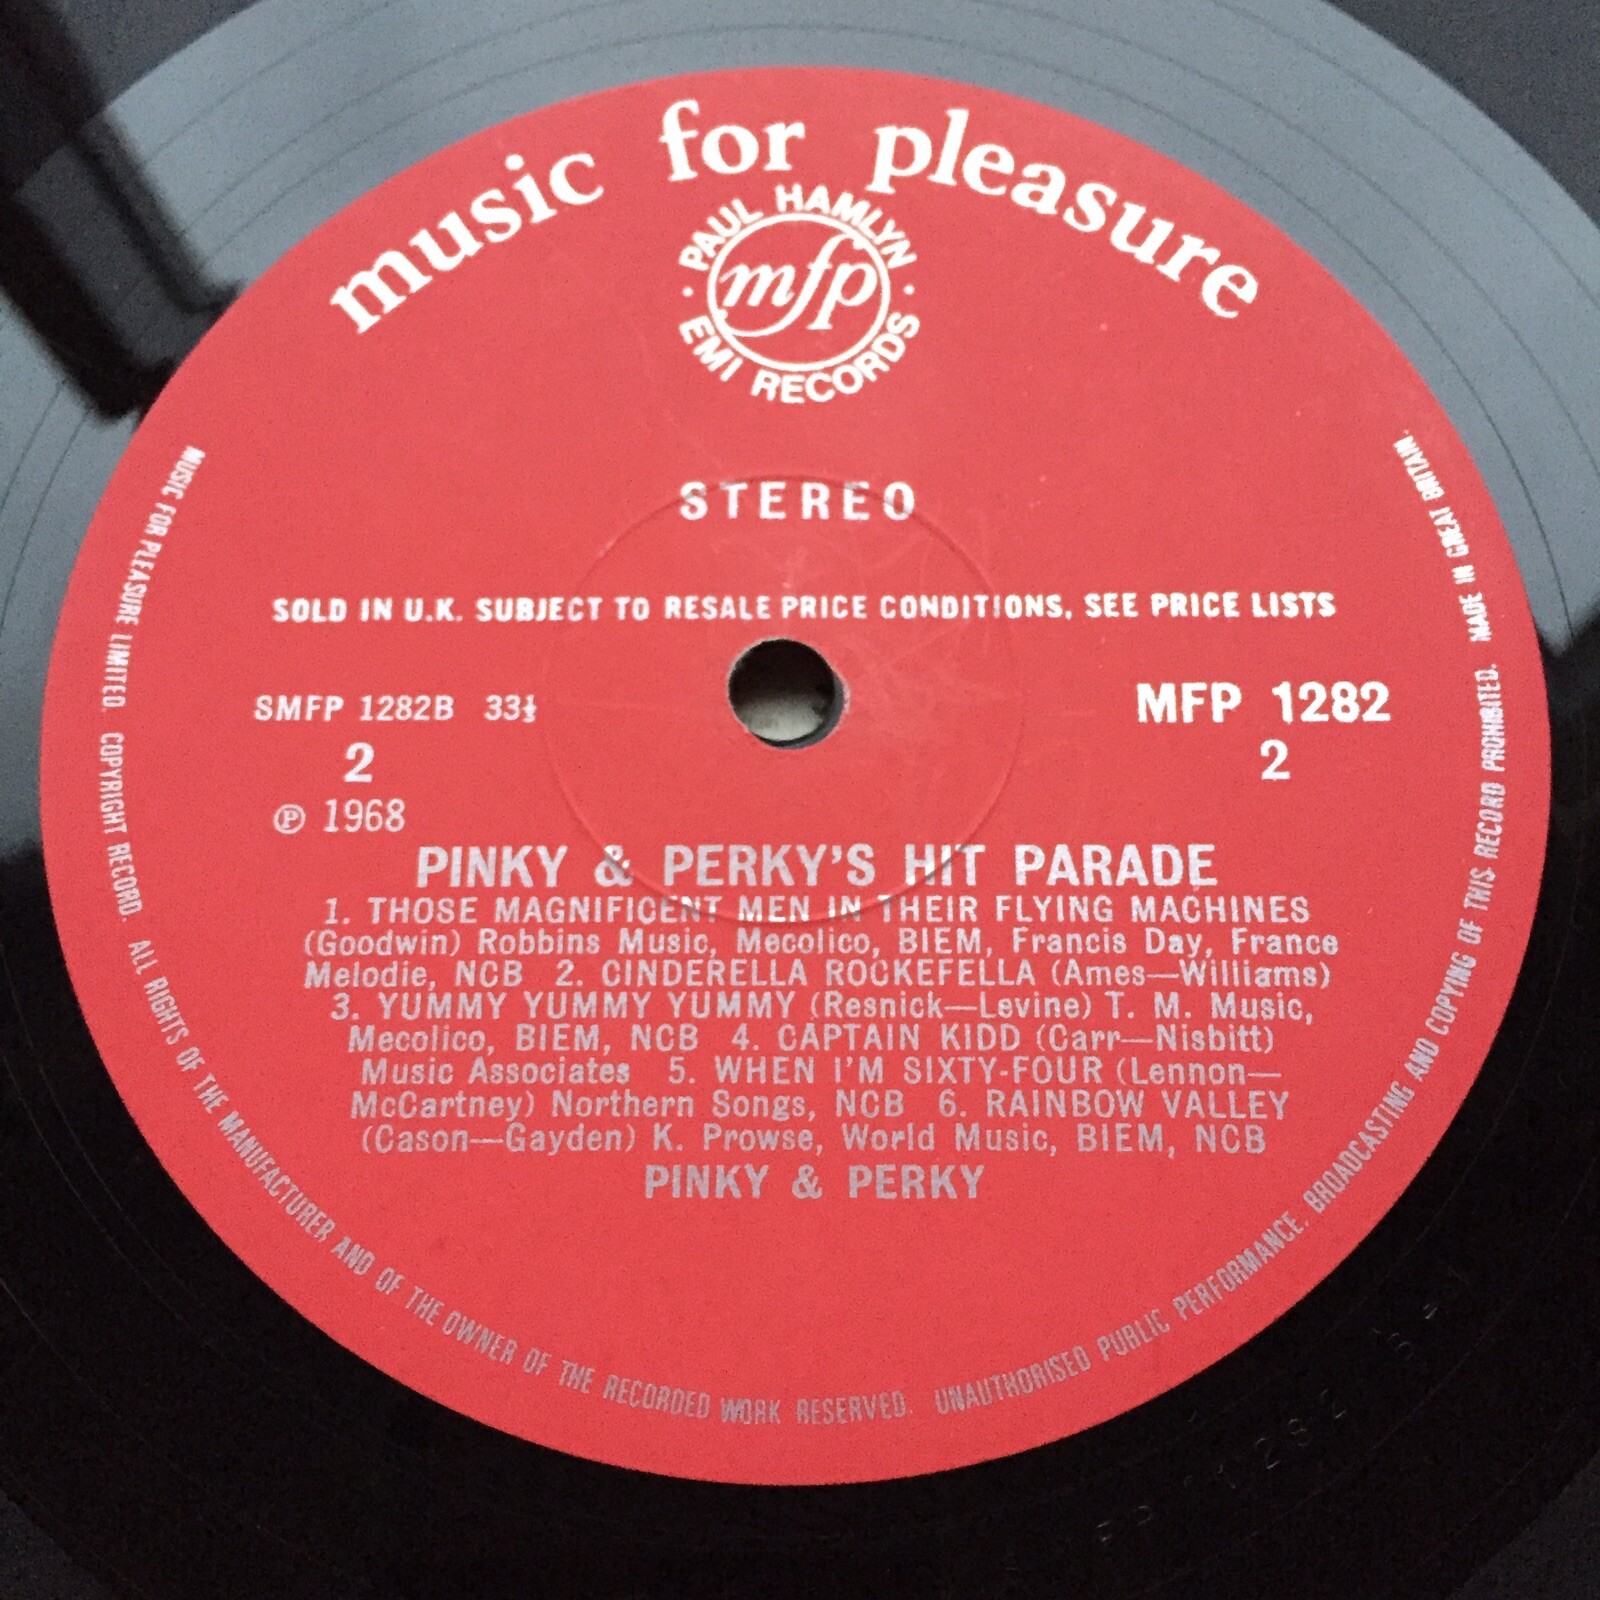 music for pleasure
PAUL HAMLYN
mfp
EMI RECORDS
STEREO
SOLD IN U.K. SUBJECT TO RESALE PRICE CONDITIONS, SEE PRICE LISTS
SMFP 1282B 33⅓
MFP 1282
2
2
℗ 1968
PINKY & PERKY'S HIT PARADE
1. THOSE MAGNIFICENT MEN IN THEIR FLYING MACHINES
(Goodwin) Robbins Music, Mecolico, BIEM, Francis Day, France
Melodie, NCB 2. CINDERELLA ROCKEFELLA (Ames—Williams)
3. YUMMY YUMMY YUMMY (Resnick—Levine) T. M. Music,
Mecolico, BIEM, NCB 4. CAPTAIN KIDD (Carr—Nisbitt)
Music Associates 5. WHEN I'M SIXTY-FOUR (Lennon—
McCartney) Northern Songs, NCB 6. RAINBOW VALLEY
(Cason—Gayden) K. Prowse, World Music, BIEM, NCB
PINKY & PERKY
MUSIC FOR PLEASURE LIMITED. COPYRIGHT RECORD. ALL RIGHTS OF THE MANUFACTURER AND OF THE OWNER OF THE RECORDED WORK RESERVED. UNAUTHORISED PUBLIC PERFORMANCE, BROADCASTING AND COPYING OF THIS RECORD PROHIBITED. MADE IN GREAT BRITAIN.